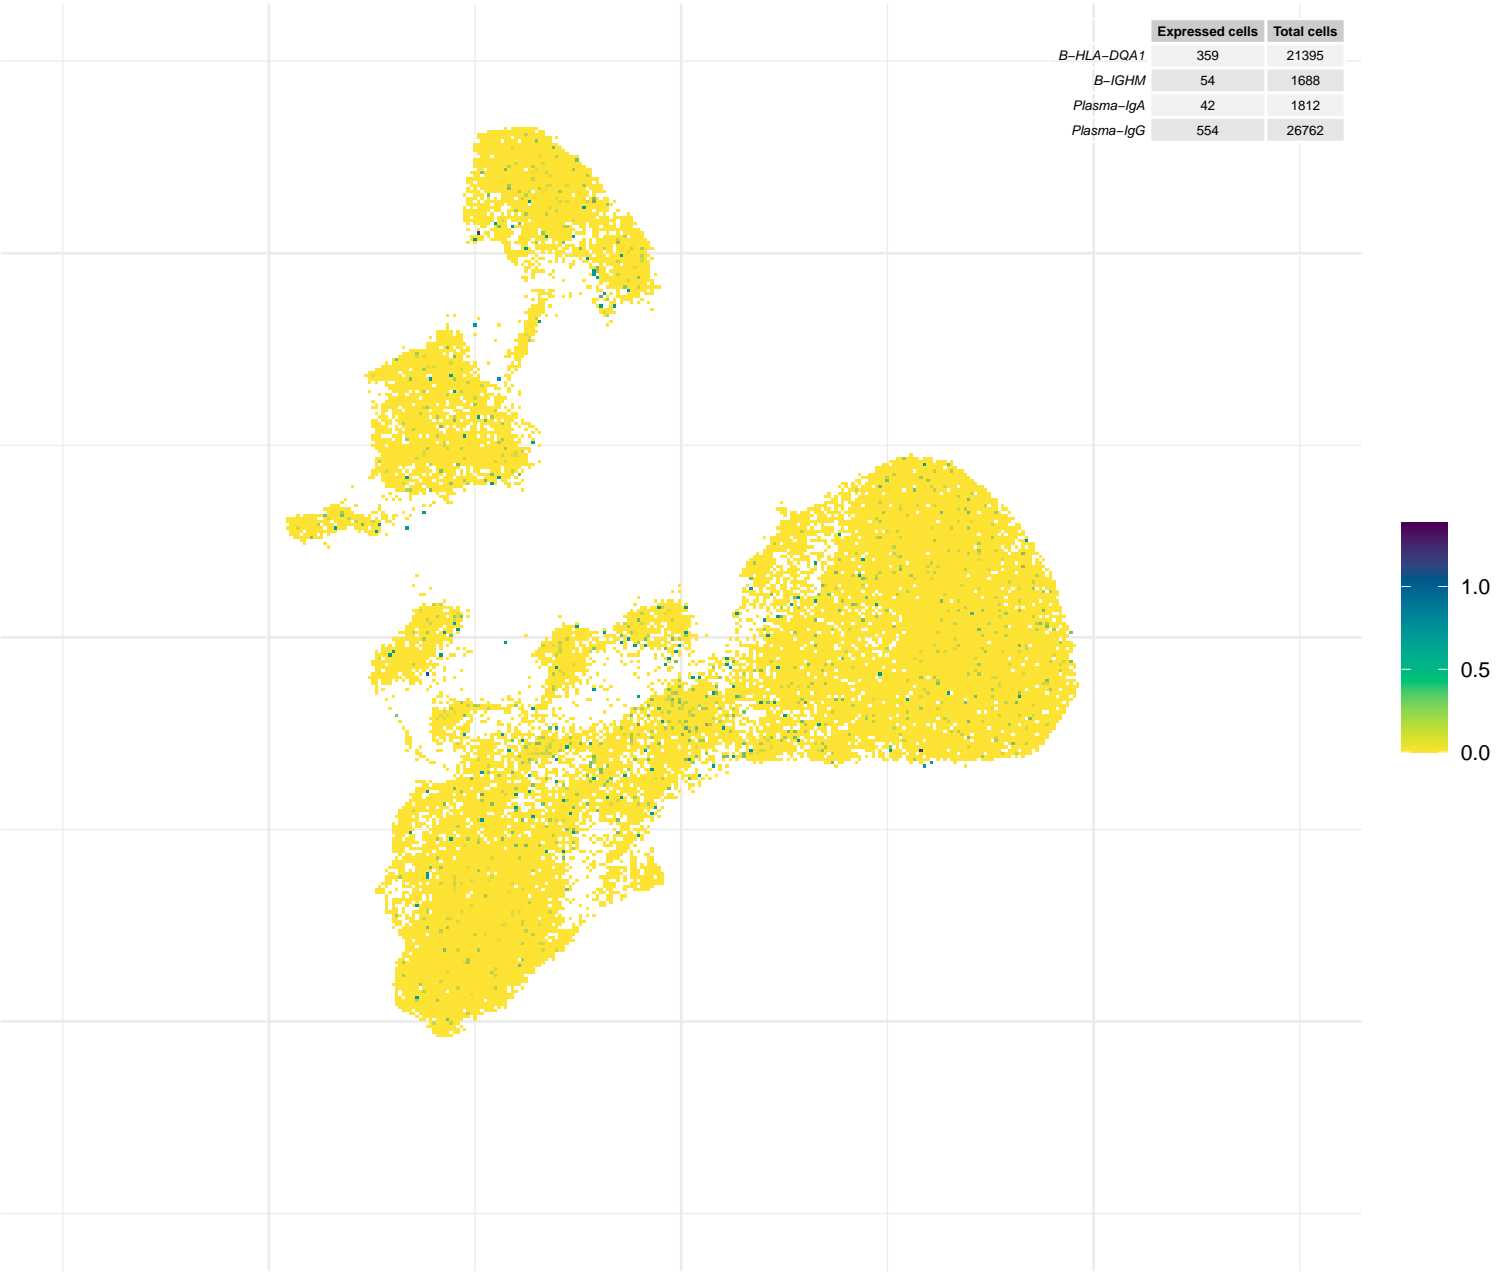 Expressed cells Total cells
B−HLA−DQA1 359 21395
B−IGHM 54 1688
Plasma−IgA 42 1812
Plasma−IgG 554 26762
1.0
0.5
0.0